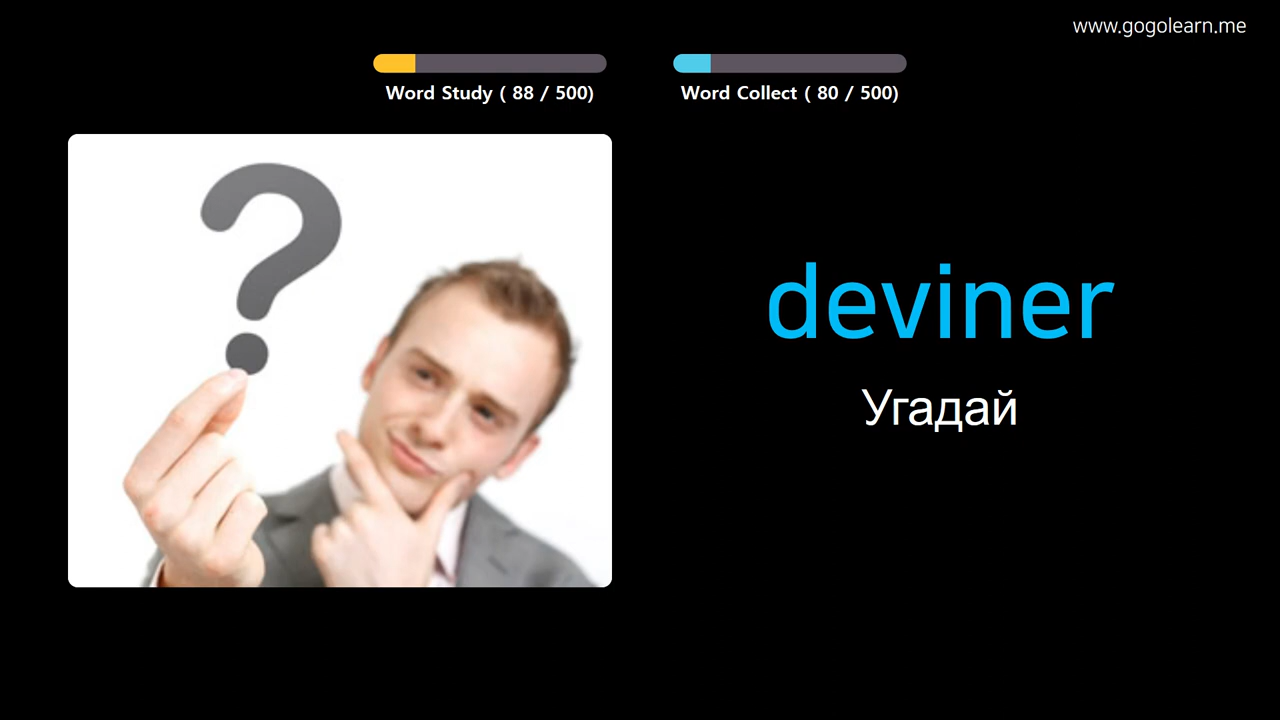 www.gogolearn.me
Word Study ( 88 / 500)
Word Collect ( 80 / 500)
?
deviner
Угадай